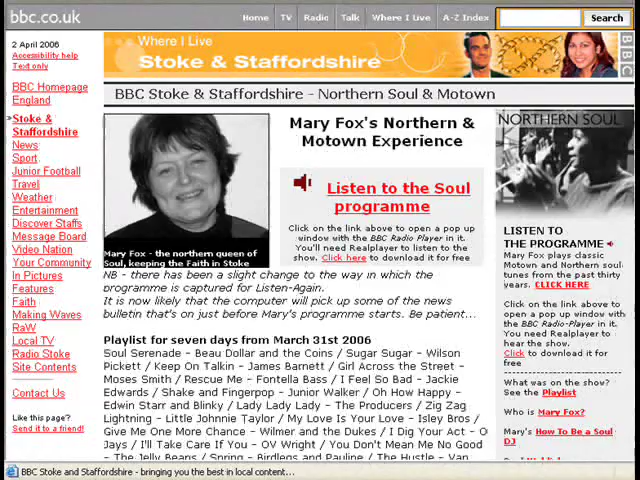 bbc.co.uk
Home TV Radio Talk Where I Live A-Z Index Search
2 April 2006
Accessibility help
Text only
BBC Homepage
England
»Stoke &
Staffordshire
News
Sport
Junior Football
Travel
Weather
Entertainment
Discover Staffs
Message Board
Video Nation
Your Community
In Pictures
Features
Faith
Making Waves
RaW
Local TV
Radio Stoke
Site Contents
Contact Us
Like this page?
Send it to a friend!
Where I Live
Stoke & Staffordshire
BBC
BBC Stoke & Staffordshire - Northern Soul & Motown
Mary Fox - the northern queen of
Soul, keeping the Faith in Stoke
Mary Fox's Northern &
Motown Experience
Listen to the Soul
programme
Click on the link above to open a pop up
window with the BBC Radio Player in it.
You'll need Realplayer to listen to the
show. Click here to download it for free
NB - there has been a slight change to the way in which the
programme is captured for Listen-Again.
It is now likely that the computer will pick up some of the news
bulletin that's on just before Mary's programme starts. Be patient...
Playlist for seven days from March 31st 2006
Soul Serenade - Beau Dollar and the Coins / Sugar Sugar - Wilson
Pickett / Keep On Talkin - James Barnett / Girl Across the Street -
Moses Smith / Rescue Me - Fontella Bass / I Feel So Bad - Jackie
Edwards / Shake and Fingerpop - Junior Walker / Oh How Happy -
Edwin Starr and Blinky / Lady Lady Lady - The Producers / Zig Zag
Lightning - Little Johnnie Taylor / My Love Is Your Love - Isley Bros /
Give Me One More Chance - Wilmer and the Dukes / I Dig Your Act - O
Jays / I'll Take Care If You - OV Wright / You Don't Mean Me No Good
- The Jelly Beans / Spring - Birdlegs and Pauline / The Hustle - Van
NORTHERN SOUL
LISTEN TO
THE PROGRAMME
Mary Fox plays classic
Motown and Northern soul
tunes from the past thirty
years. CLICK HERE
Click on the link above to
open a pop up window with
the BBC Radio-Player in it.
You'll need Realplayer to
hear the show.
Click to download it for
free
What was on the show?
See the Playlist
Who is Mary Fox?
Mary's How To Be a Soul
DJ
BBC Stoke and Staffordshire - bringing you the best in local content...